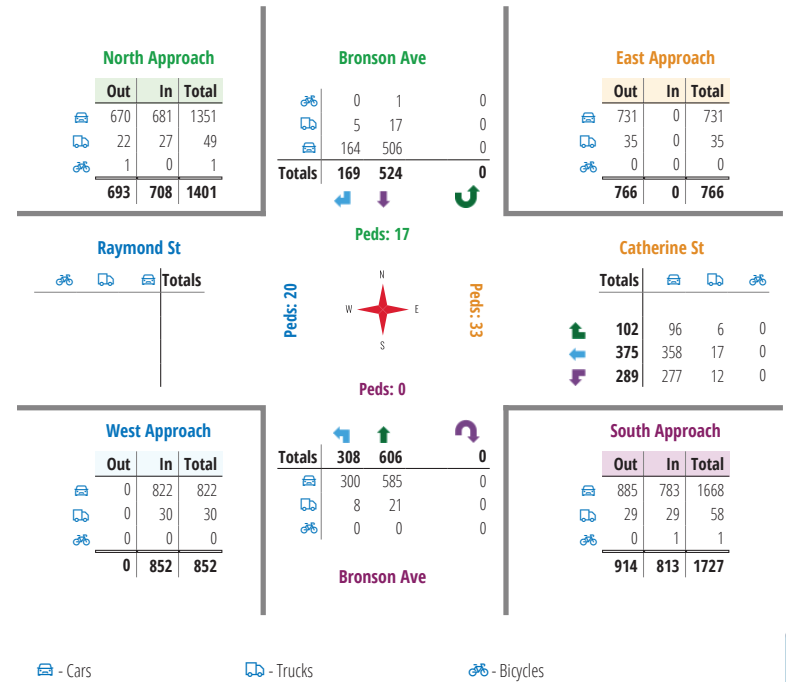 North Approach
Out In Total
670 681 1351
22 27 49
1 0 1
693 708 1401
Bronson Ave
0 1 0
5 17 0
164 506 0
Totals 169 524 0
East Approach
Out In Total
731 0 731
35 0 35
0 0 0
766 0 766
Raymond St
Totals
Peds: 17
Peds: 20
N
W E
S
Peds: 33
Peds: 0
Catherine St
Totals
102 96 6 0
375 358 17 0
289 277 12 0
West Approach
Out In Total
0 822 822
0 30 30
0 0 0
0 852 852
Totals 308 606 0
300 585 0
8 21 0
0 0 0
Bronson Ave
South Approach
Out In Total
885 783 1668
29 29 58
0 1 1
914 813 1727
- Cars - Trucks - Bicycles